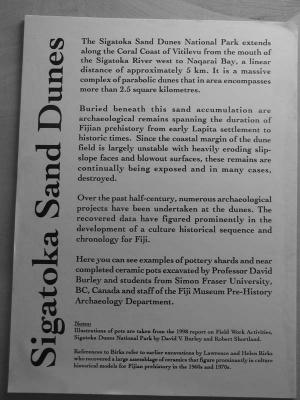 Sigatoka Sand Dunes
The Sigatoka Sand Dunes National Park extends
along the Coral Coast of Vitilevu from the mouth of
the Sigatoka River west to Naqarai Bay, a linear
distance of approximately 5 km. It is a massive
complex of parabolic dunes that in area encompasses
more than 2.5 square kilometres.
Buried beneath this sand accumulation are
archaeological remains spanning the duration of
Fijian prehistory from early Lapita settlement to
historic times. Since the coastal margin of the dune
field is largely unstable with heavily eroding slip-
slope faces and blowout surfaces, these remains are
continually being exposed and in many cases,
destroyed.
Over the past half-century, numerous archaeological
projects have been undertaken at the dunes. The
recovered data have figured prominently in the
development of a culture historical sequence and
chronology for Fiji.
Here you can see examples of pottery shards and near
completed ceramic pots excavated by Professor David
Burley and students from Simon Fraser University,
BC, Canada and staff of the Fiji Museum Pre-History
Archaeology Department.
Notes:
Illustrations of pots are taken from the 1998 report on Field Work Activities,
Sigatoka Dunes National Park by David V. Burley and Robert Shortland.
References to Birks refer to earlier excavations by Lawrence and Helen Birks
who recovered a large assemblage of ceramics that figure prominently in culture
historical models for Fijian prehistory in the 1960s and 1970s.